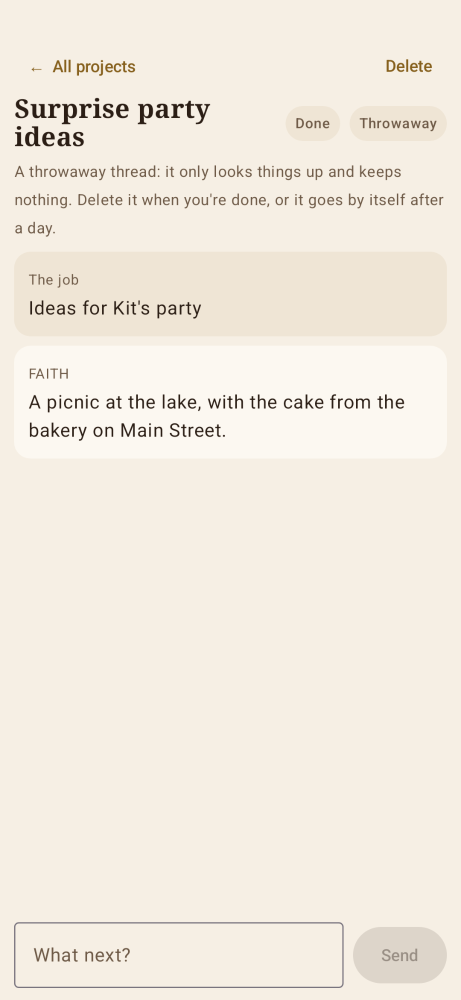 ← All projects
Delete
Surprise party
ideas
Done
Throwaway
A throwaway thread: it only looks things up and keeps
nothing. Delete it when you're done, or it goes by itself after
a day.
The job
Ideas for Kit's party
FAITH
A picnic at the lake, with the cake from the
bakery on Main Street.
What next?
Send